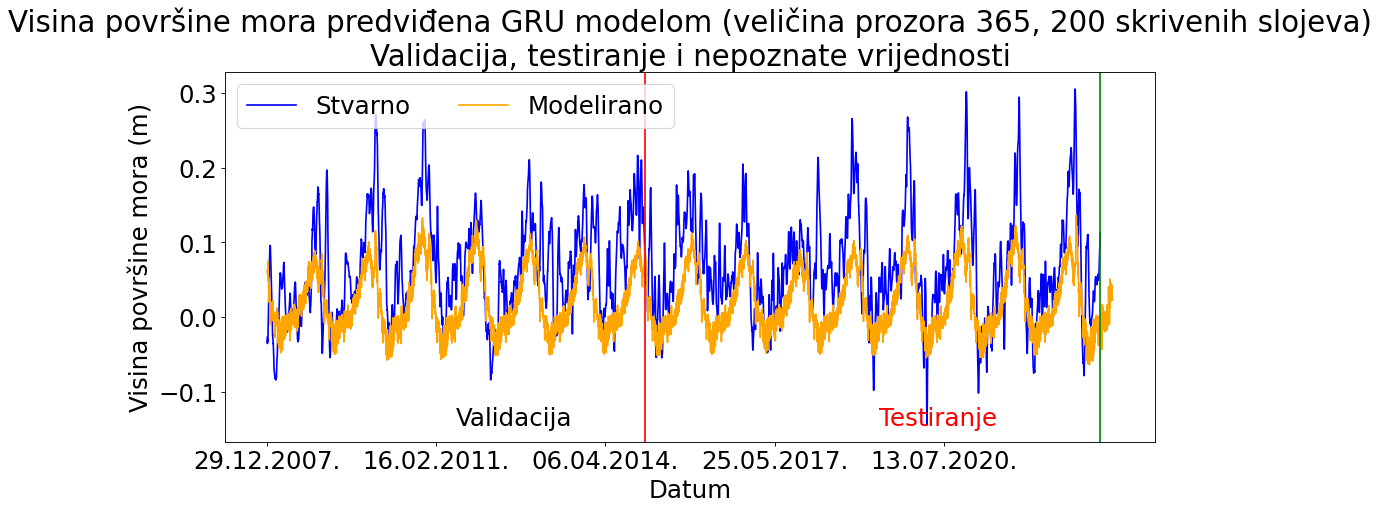 Visina površine mora predviđena GRU modelom (veličina prozora 365, 200 skrivenih slojeva)
Validacija, testiranje i nepoznate vrijednosti
Stvarno Modelirano
Visina površine mora (m)
0.3
0.2
0.1
0.0
−0.1
Validacija Testiranje
29.12.2007. 16.02.2011. 06.04.2014. 25.05.2017. 13.07.2020.
Datum